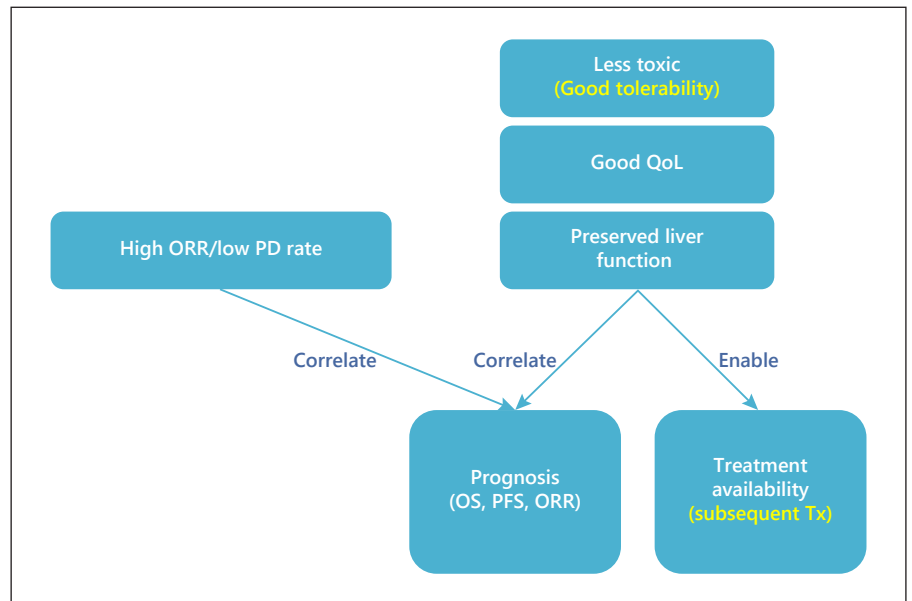 Less toxic
(Good tolerability)
Good QoL
High ORR/low PD rate
Preserved liver
function
Correlate
Correlate
Enable
Prognosis
(OS, PFS, ORR)
Treatment
availability
(subsequent Tx)